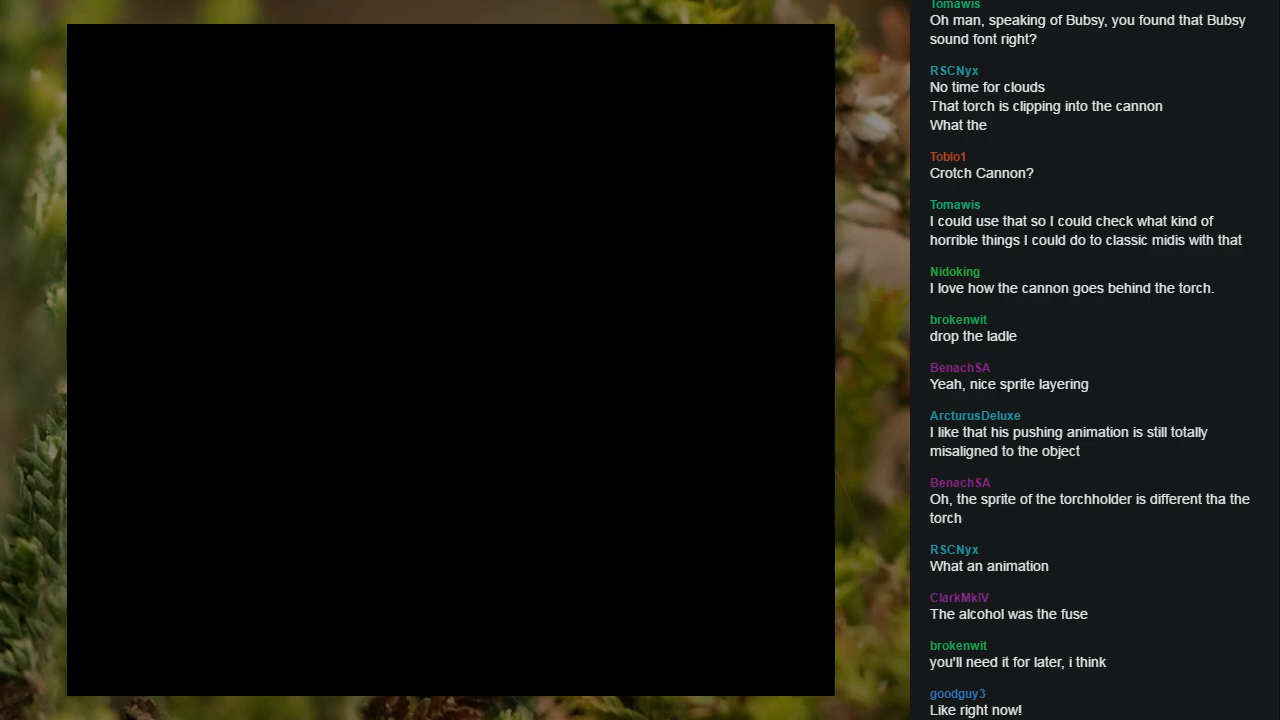 Tomawis
Oh man, speaking of Bubsy, you found that Bubsy
sound font right?
RSCNyx
No time for clouds
That torch is clipping into the cannon
What the
Toblo1
Crotch Cannon?
Tomawis
I could use that so I could check what kind of
horrible things I could do to classic midis with that
Nidoking
I love how the cannon goes behind the torch.
brokenwit
drop the ladle
BenachSA
Yeah, nice sprite layering
ArcturusDeluxe
I like that his pushing animation is still totally
misaligned to the object
BenachSA
Oh, the sprite of the torchholder is different tha the
torch
RSCNyx
What an animation
ClarkMkIV
The alcohol was the fuse
brokenwit
you'll need it for later, i think
goodguy3
Like right now!